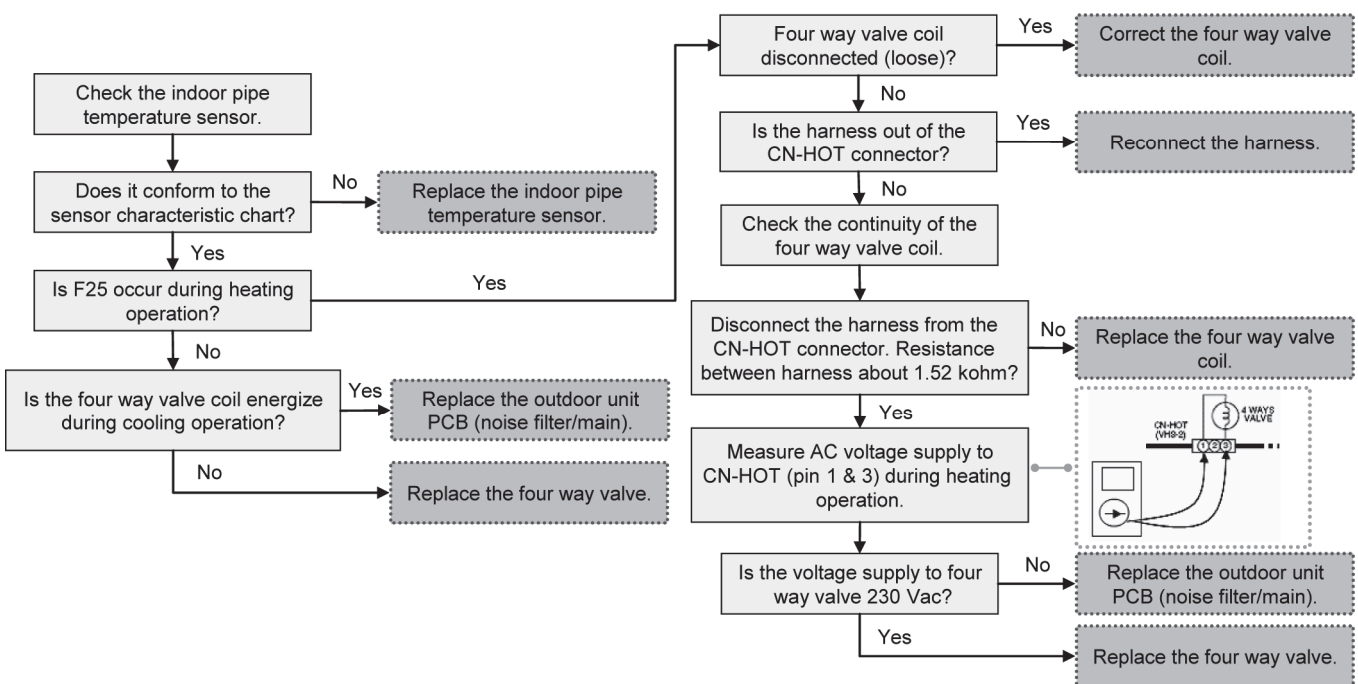 Check the indoor pipe
temperature sensor.
Does it conform to the
sensor characteristic chart?
No
Replace the indoor pipe
temperature sensor.
Yes
Is F25 occur during heating
operation?
Yes
No
Is the four way valve coil energize
during cooling operation?
Yes
Replace the outdoor unit
PCB (noise filter/main).
No
Replace the four way valve.
Four way valve coil
disconnected (loose)?
Yes
Correct the four way valve
coil.
No
Is the harness out of the
CN-HOT connector?
Yes
Reconnect the harness.
No
Check the continuity of the
four way valve coil.
Disconnect the harness from the
CN-HOT connector. Resistance
between harness about 1.52 kohm?
No
Replace the four way valve
coil.
Yes
Measure AC voltage supply to
CN-HOT (pin 1 & 3) during heating
operation.
4 WAYS
VALVE
CN-HOT
(VHS-2)
1 2 3
Is the voltage supply to four
way valve 230 Vac?
No
Replace the outdoor unit
PCB (noise filter/main).
Yes
Replace the four way valve.